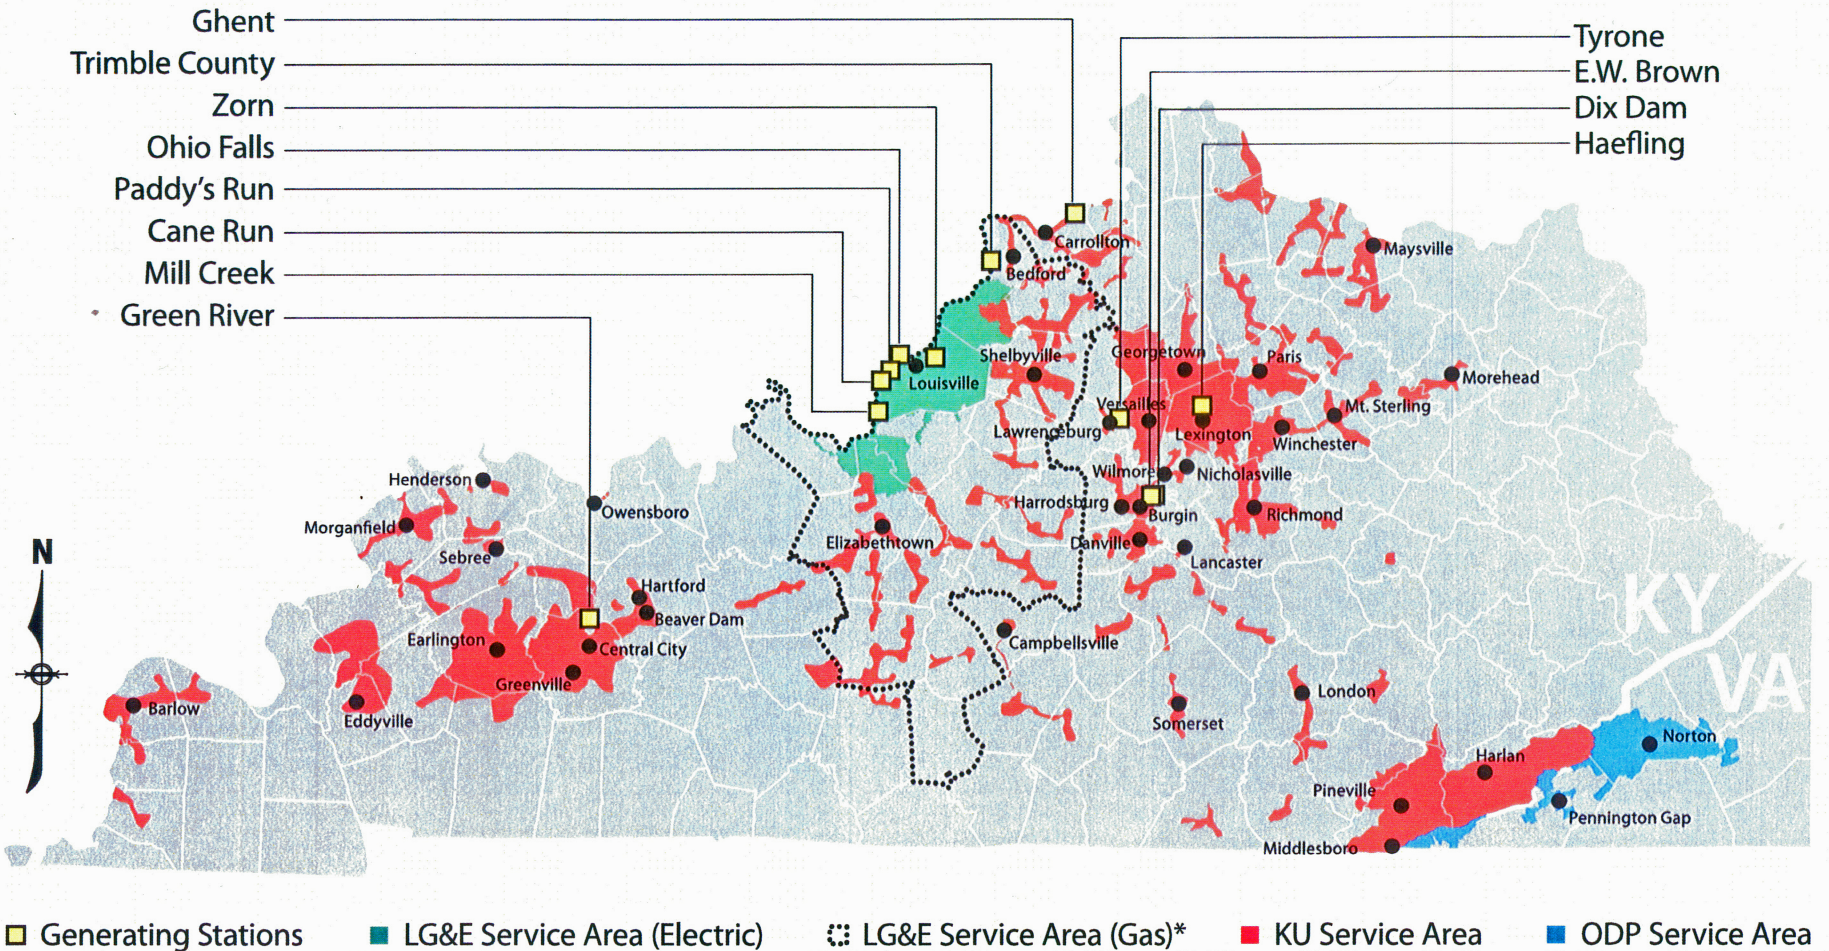 Ghent
Trimble County
Zorn
Ohio Falls
Paddy's Run
Cane Run
Mill Creek
Green River
Tyrone
E.W. Brown
Dix Dam
Haefling
Carrollton
Bedford
Maysville
Shelbyville
Georgetown
Paris
Louisville
Morehead
Versailles
Mt. Sterling
Lawrenceburg
Lexington
Winchester
Wilmore
Nicholasville
Henderson
Harrodsburg
Owensboro
Burgin
Richmond
Morganfield
Elizabethtown
Danville
Sebree
Lancaster
N
Hartford
KY
Beaver Dam
Earlington
Central City
Campbellsville
Greenville
VA
London
Barlow
Eddyville
Somerset
Norton
Harlan
Pineville
Pennington Gap
Middlesboro
Generating Stations
LG&E Service Area (Electric)
LG&E Service Area (Gas)*
KU Service Area
ODP Service Area